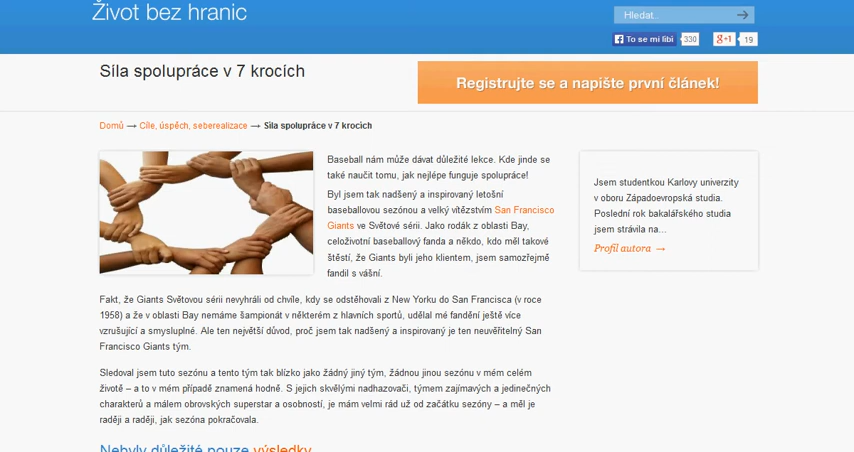 Život bez hranic
Hledat..
To se mi líbí 330
g+1 19
Síla spolupráce v 7 krocích
Registrujte se a napište první článek!
Domů → Cíle, úspěch, seberealizace → Síla spolupráce v 7 krocích
Baseball nám může dávat důležité lekce. Kde jinde se
také naučit tomu, jak nejlépe funguje spolupráce!
Byl jsem tak nadšený a inspirovaný letošní
baseballovou sezónou a velký vítězstvím San Francisco
Giants ve Světové sérii. Jako rodák z oblasti Bay,
celoživotní baseballový fanda a někdo, kdo měl takové
štěstí, že Giants byli jeho klientem, jsem samozřejmě
fandil s vášní.
Fakt, že Giants Světovou sérii nevyhráli od chvíle, kdy se odstěhovali z New Yorku do San Francisca (v roce
1958) a že v oblasti Bay nemáme šampionát v některém z hlavních sportů, udělal mé fandění ještě více
vzrušující a smysluplné. Ale ten největší důvod, proč jsem tak nadšený a inspirovaný je ten neuvěřitelný San
Francisco Giants tým.
Sledoval jsem tuto sezónu a tento tým tak blízko jako žádný jiný tým, žádnou jinou sezónu v mém celém
životě – a to v mém případě znamená hodně. S jejich skvělými nadhazovači, týmem zajímavých a jedinečných
charakterů a málem obrovských superstar a osobností, je mám velmi rád už od začátku sezóny – a měl je
raději a raději, jak sezóna pokračovala.
Nebyly důležité pouze výsledky
Jsem studentkou Karlovy univerzity
v oboru Západoevropská studia.
Poslední rok bakalářského studia
jsem strávila na...
Profil autora →